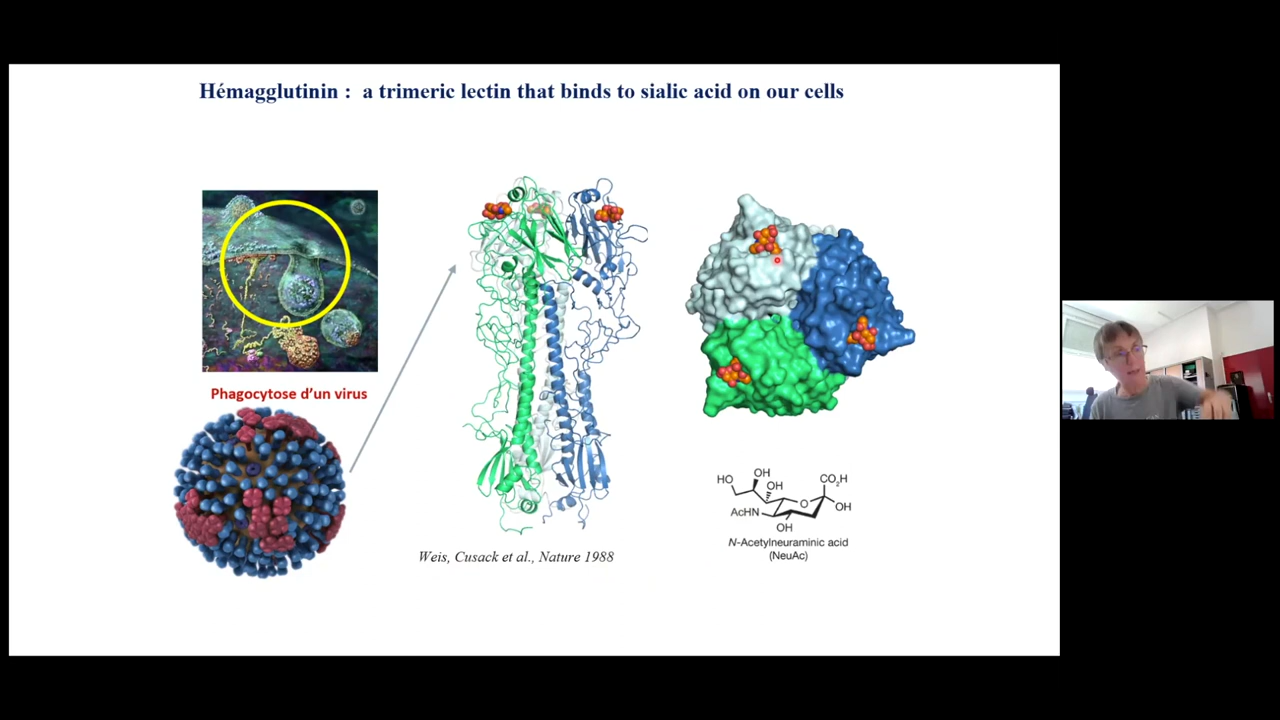 Hémagglutinin : a trimeric lectin that binds to sialic acid on our cells
Phagocytose d'un virus
Weis, Cusack et al., Nature 1988
HO
OH
OH
CO₂H
O
OH
AcHN
OH
N-Acetylneuraminic acid
(NeuAc)